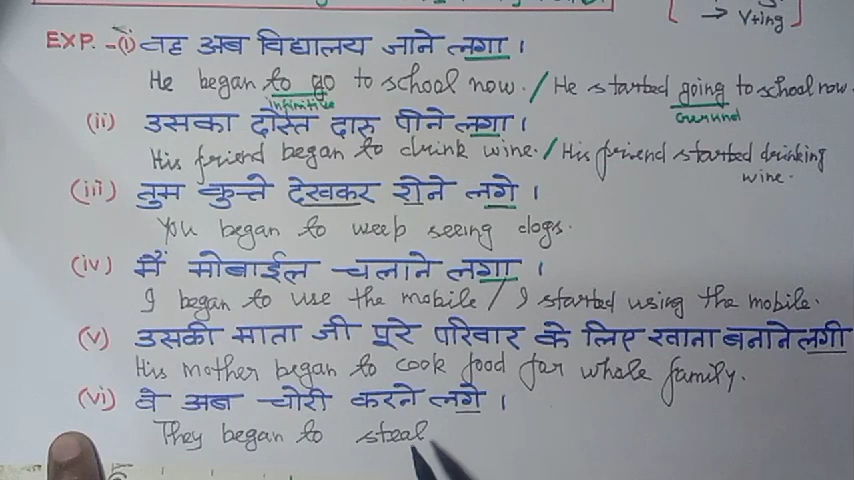 → V+ing
EXP. - (i) वह अब विद्यालय जाने लगा ।
He began to go to school now. / He started going to school now.
infinitive
Gerund
(ii) उसका दोस्त दारु पीने लगा ।
His friend began to drink wine. / His friend started drinking
wine.
(iii) तुम कुत्ते देखकर रोने लगे ।
You began to weep seeing dogs.
(iv) मैं मोबाईल चलाने लगा ।
I began to use the mobile / I started using the mobile.
(v) उसकी माता जी पूरे परिवार के लिए खाना बनाने लगी
His mother began to cook food for whole family.
(vi) वे अब चोरी करने लगे ।
They began to steal